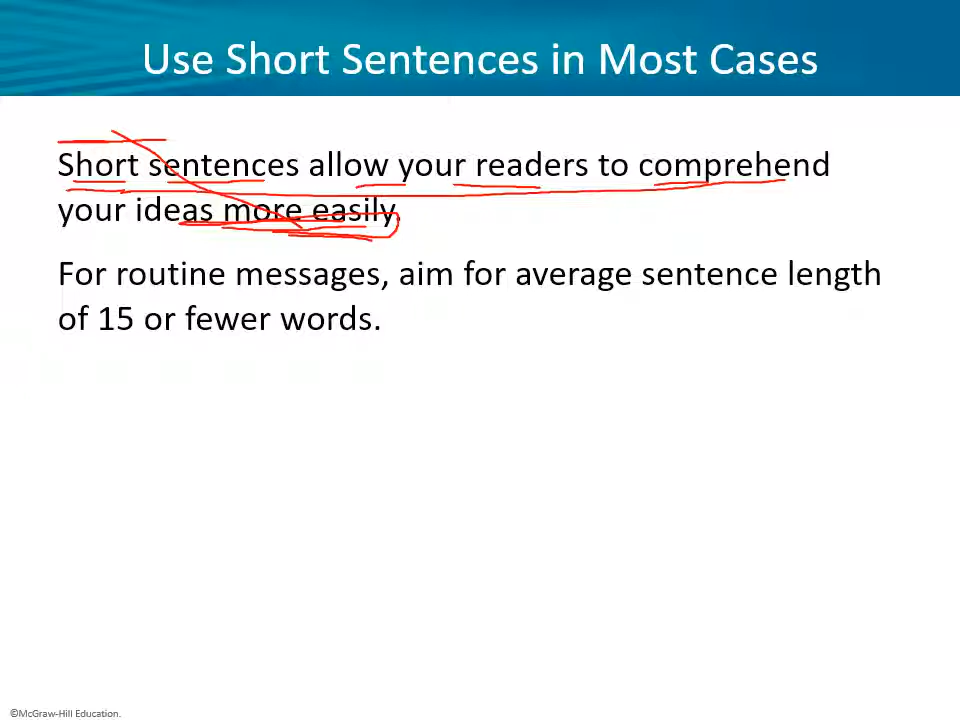 Use Short Sentences in Most Cases
Short sentences allow your readers to comprehend
your ideas more easily.
For routine messages, aim for average sentence length
of 15 or fewer words.
©McGraw-Hill Education.